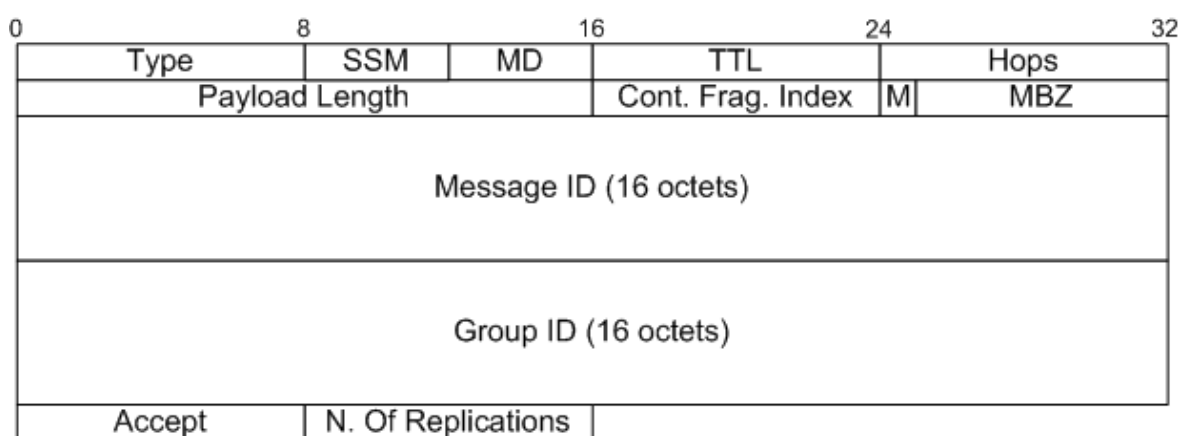 0 8 16 24 32
Type SSM MD TTL Hops
Payload Length Cont. Frag. Index M MBZ
Message ID (16 octets)
Group ID (16 octets)
Accept N. Of Replications